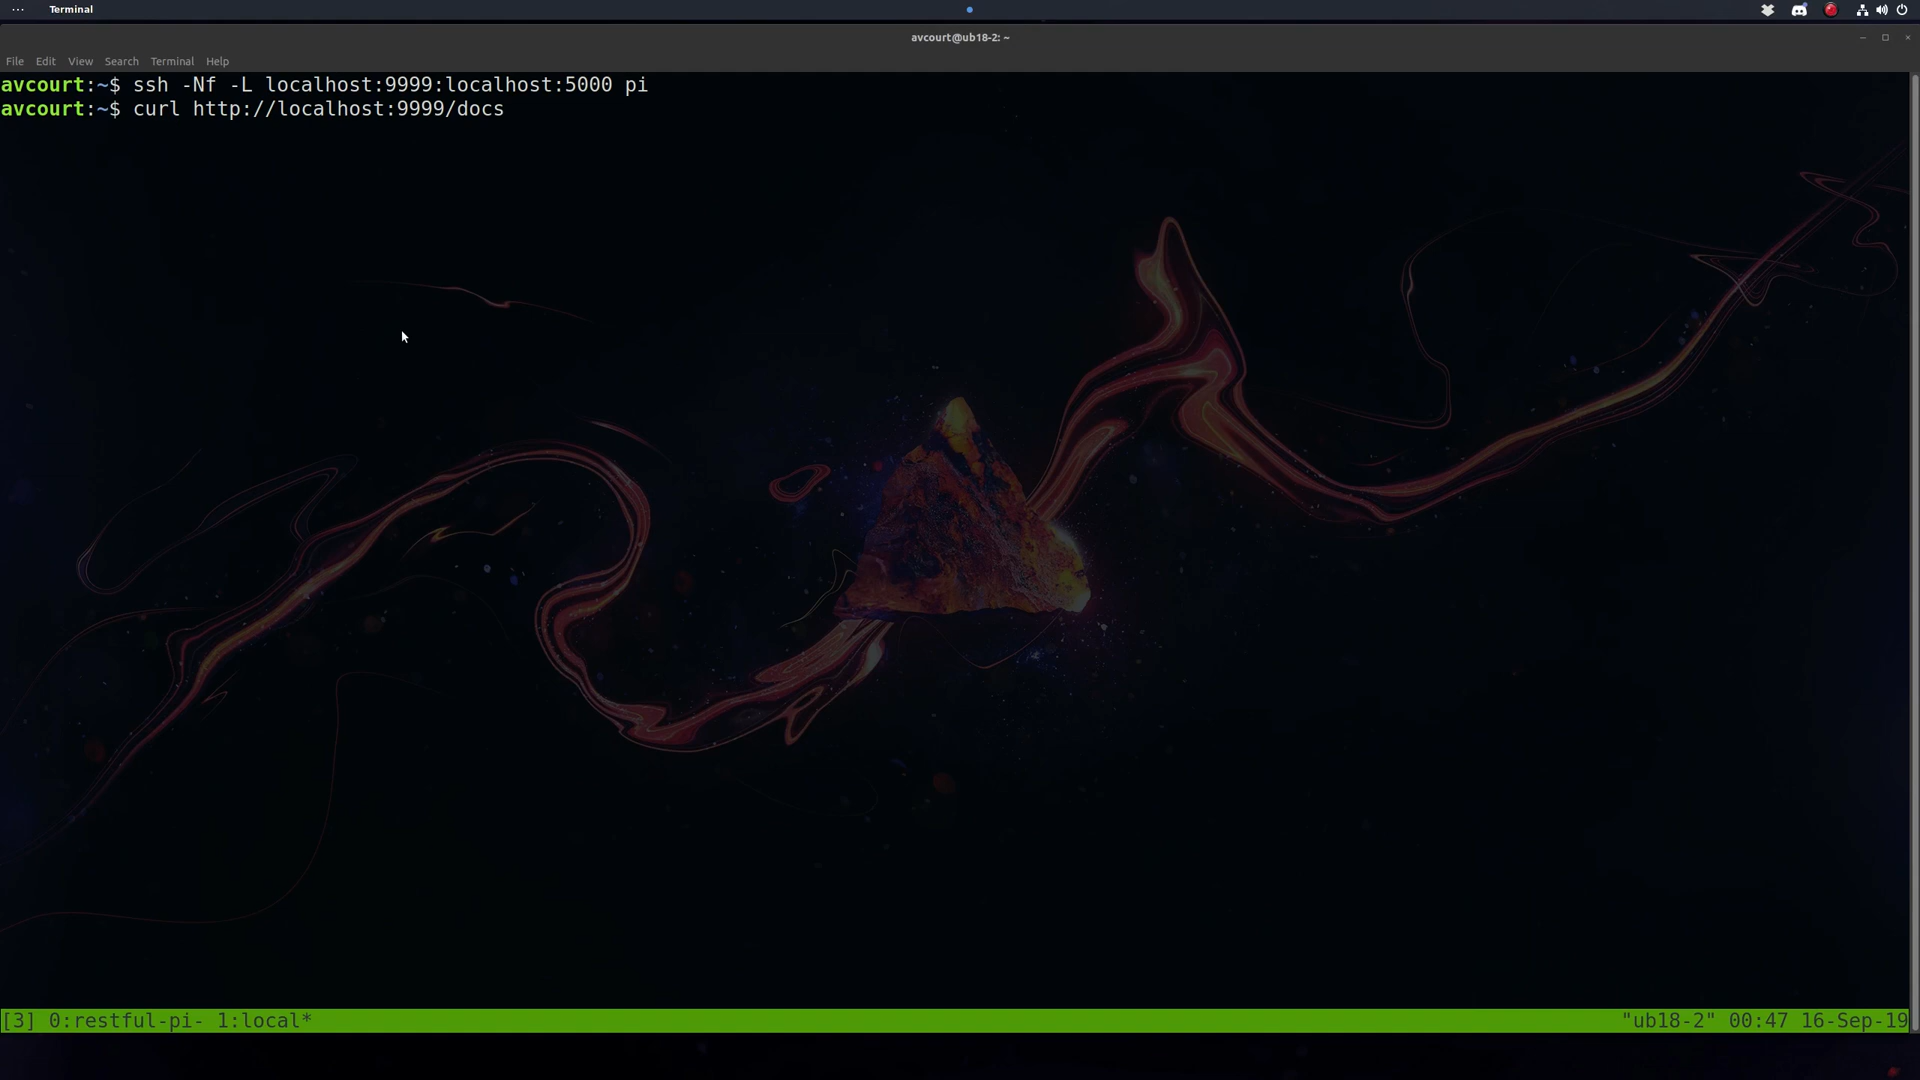 ··· Terminal
avcourt@ub18-2: ~
File Edit View Search Terminal Help
avcourt:~$ ssh -Nf -L localhost:9999:localhost:5000 pi
avcourt:~$ curl http://localhost:9999/docs
[3] 0:restful-pi- 1:local* "ub18-2" 00:47 16-Sep-19